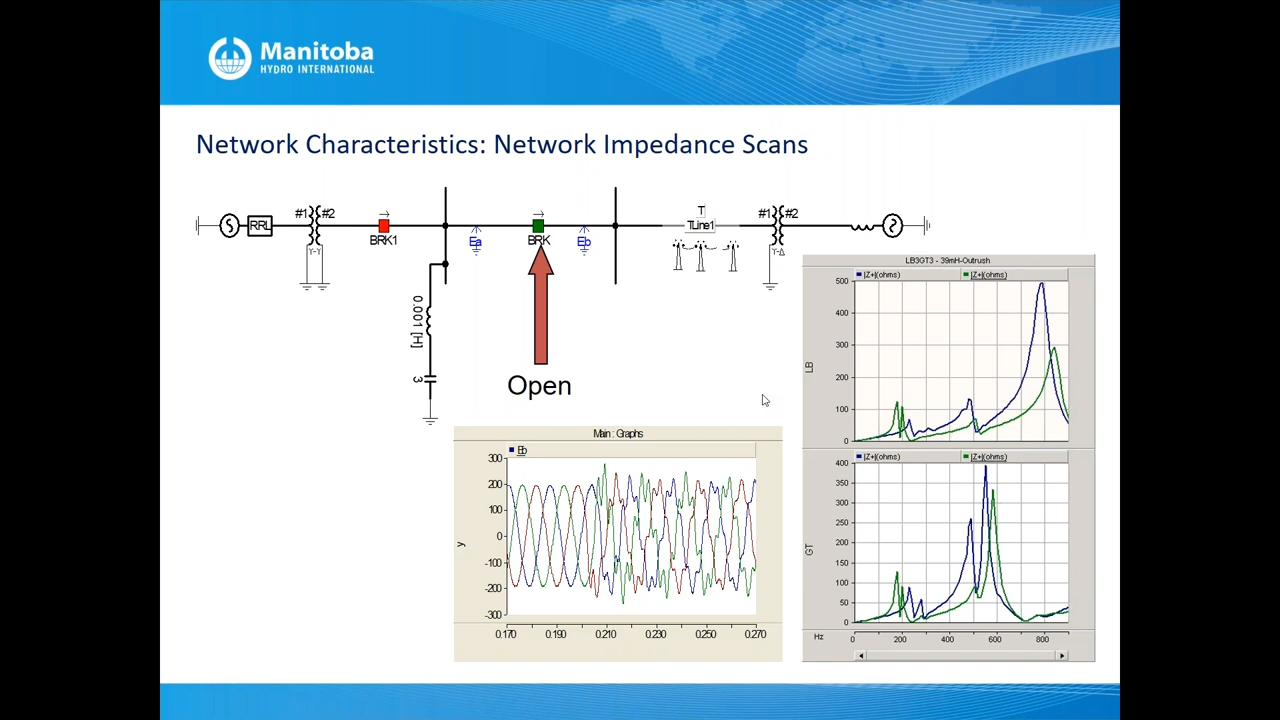 Manitoba
HYDRO INTERNATIONAL
Network Characteristics: Network Impedance Scans
RRL
#1 #2
BRK1
Ea
BRK
Eb
T
TLine1
#1 #2
Y-Y
Y-Δ
0.001 [H]
3
Open
Main : Graphs
Eb
300
200
100
0
-100
-200
-300
y
0.170 0.190 0.210 0.230 0.250 0.270
LB3GT3 - 39mH-Outrush
|Z+|(ohms) |Z+|(ohms)
500
400
300
200
100
0
LB
|Z+|(ohms) |Z+|(ohms)
400
350
300
250
200
150
100
50
0
GT
Hz 0 200 400 600 800